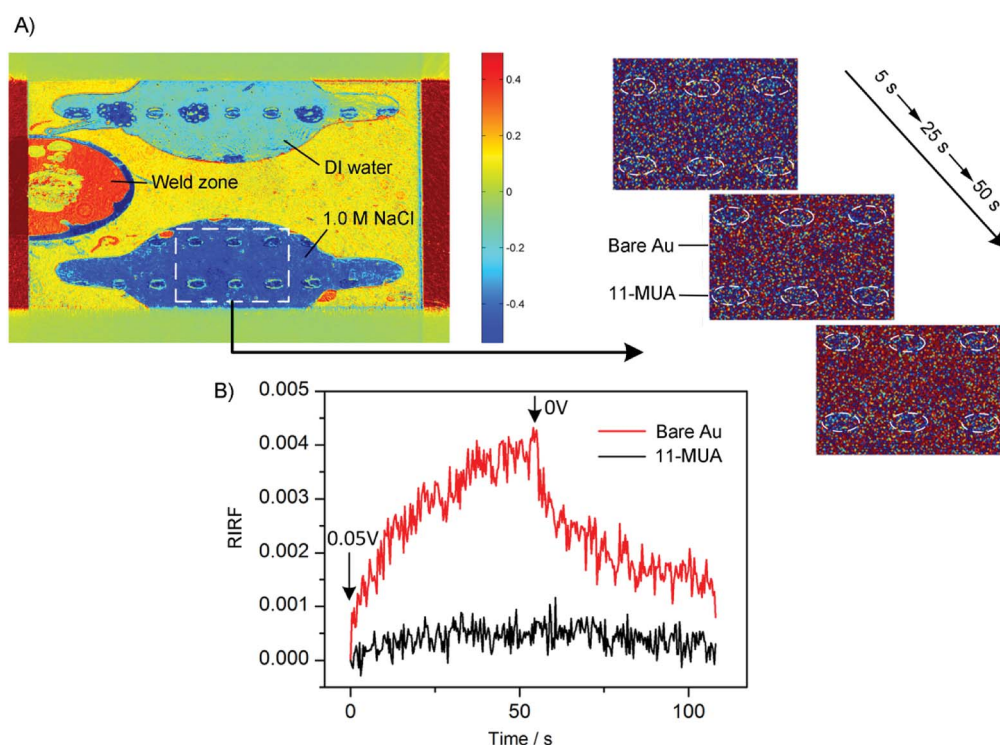 A)
0.4
0.2
0
-0.2
-0.4
DI water
Weld zone
1.0 M NaCl
5 s
25 s
50 s
Bare Au
11-MUA
B)
0.005
0.004
0.003
0.002
0.001
0.000
RIRF
0.05V
0V
Bare Au
11-MUA
0
50
100
Time / s